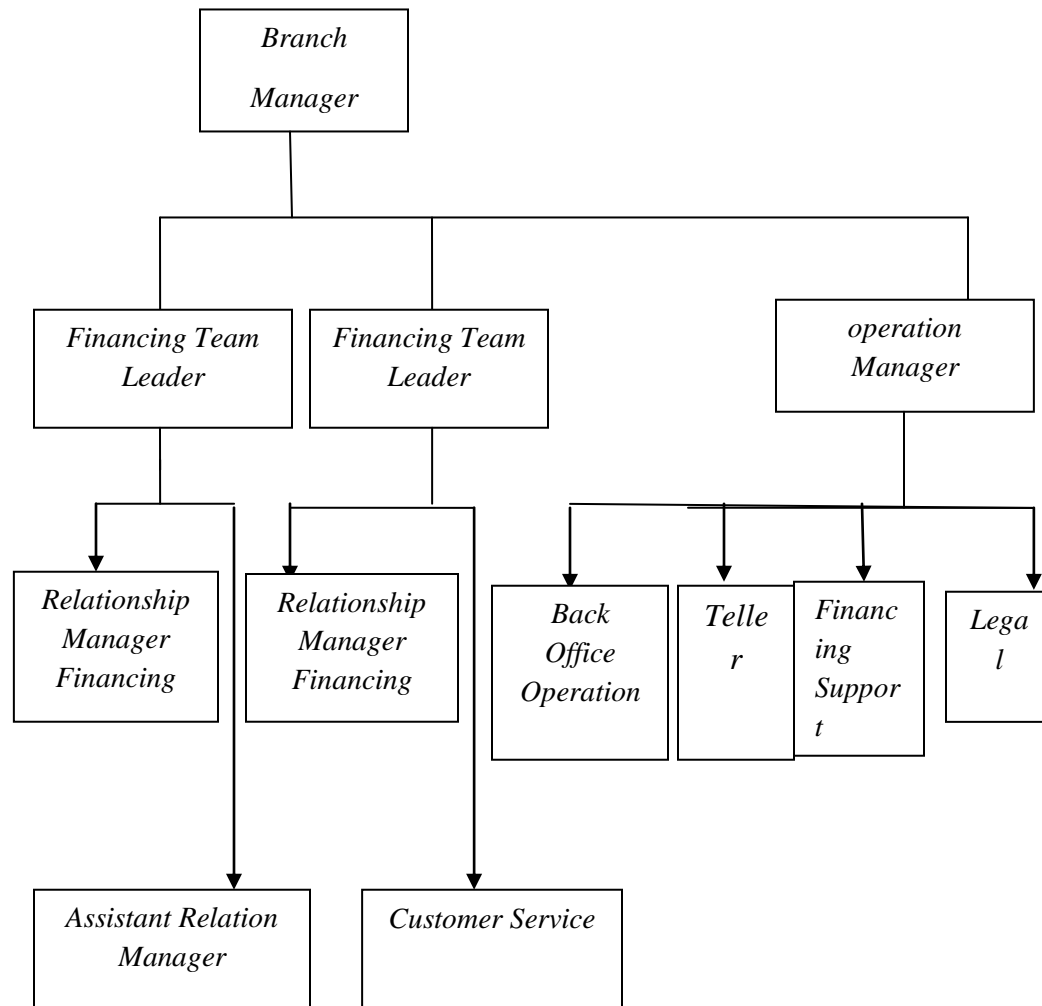 Branch
Manager
Financing Team
Leader
Financing Team
Leader
operation
Manager
Relationship
Manager
Financing
Relationship
Manager
Financing
Back
Office
Operation
Telle
r
Financ
ing
Suppor
t
Lega
l
Assistant Relation
Manager
Customer Service